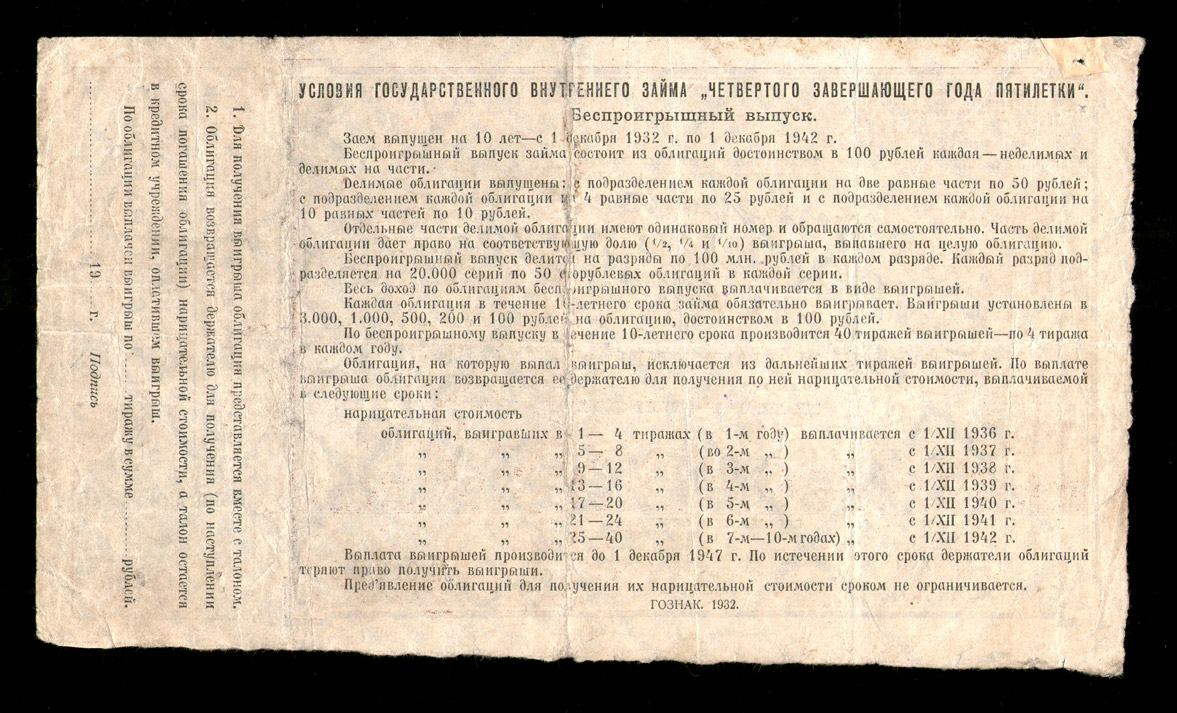 УСЛОВИЯ ГОСУДАРСТВЕННОГО ВНУТРЕННЕГО ЗАЙМА „ЧЕТВЕРТОГО ЗАВЕРШАЮЩЕГО ГОДА ПЯТИЛЕТКИ“.
Беспроигрышный выпуск.
Заем выпущен на 10 лет—с 1 декабря 1932 г. по 1 декабря 1942 г.
Беспроигрышный выпуск займа состоит из облигаций достоинством в 100 рублей каждая—неделимых и
делимых на части.
Делимые облигации выпущены: с подразделением каждой облигации на две равные части по 50 рублей;
с подразделением каждой облигации на 4 равные части по 25 рублей и с подразделением каждой облигации на
10 равных частей по 10 рублей.
Отдельные части делимой облигации имеют одинаковый номер и обращаются самостоятельно. Часть делимой
облигации дает право на соответствующую долю (1/2, 1/4 и 1/10) выигрыша, выпавшего на целую облигацию.
Беспроигрышный выпуск делится на разряды по 100 млн. рублей в каждом разряде. Каждый разряд под-
разделяется на 20.000 серий по 50 сторублевых облигаций в каждой серии.
Весь доход по облигациям беспроигрышного выпуска выплачивается в виде выигрышей.
Каждая облигация в течение 10-летнего срока займа обязательно выигрывает. Выигрыши установлены в
3.000, 1.000, 500, 200 и 100 рублей на облигацию, достоинством в 100 рублей.
По беспроигрышному выпуску в течение 10-летнего срока производится 40 тиражей выигрышей—по 4 тиража
в каждом году.
Облигация, на которую выпал выигрыш, исключается из дальнейших тиражей выигрышей. По выплате
выигрыша облигация возвращается ее держателю для получения по ней нарицательной стоимости, выплачиваемой
в следующие сроки:
нарицательная стоимость
облигаций, выигравших в 1— 4 тиражах (в 1-м году) выплачивается с 1/XII 1936 г.
„ „ „ 5— 8 „ (во 2-м „ ) „ с 1/XII 1937 г.
„ „ „ 9—12 „ (в 3-м „ ) „ с 1/XII 1938 г.
„ „ „ 13—16 „ (в 4-м „ ) „ с 1/XII 1939 г.
„ „ „ 17—20 „ (в 5-м „ ) „ с 1/XII 1940 г.
„ „ „ 21—24 „ (в 6-м „ ) „ с 1/XII 1941 г.
„ „ „ 25—40 „ (в 7-м—10-м годах) „ с 1/XII 1942 г.
Выплата выигрышей производится до 1 декабря 1947 г. По истечении этого срока держатели облигаций
теряют право получить выигрыши.
Пред'явление облигаций для получения их нарицательной стоимости сроком не ограничивается.
ГОЗНАК. 1932.
1. Для получения выигрыша облигация представляется вместе с талоном.
2. Облигация возвращается держателю для получения (по наступлении
срока погашения облигации) нарицательной стоимости, а талон остается
в кредитном учреждении, оплатившем выигрыш.
По облигации выплачен выигрыш по ........ тиражу в сумме ........ рублей.
........ 19.... г. Подпись